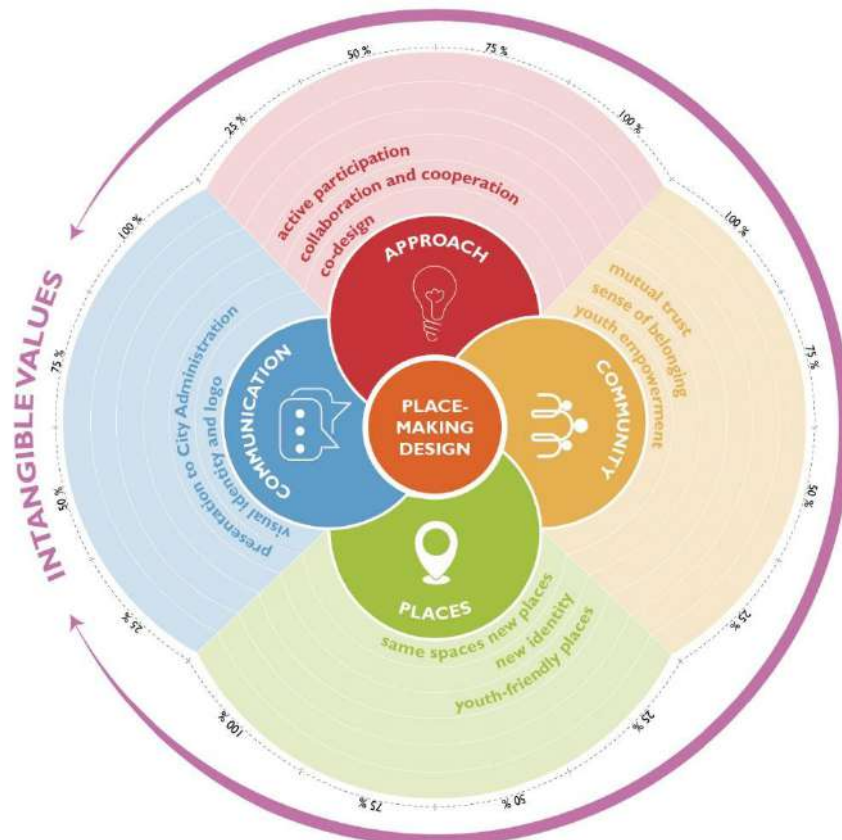 INTANGIBLE VALUES
25 %
50 %
75 %
100 %
active participation
collaboration and cooperation
co-design
APPROACH
100 %
75 %
50 %
25 %
mutual trust
sense of belonging
youth empowerment
COMMUNITY
PLACE-
MAKING
DESIGN
100 %
75 %
50 %
25 %
presentation to City Administration
visual identity and logo
COMMUNICATION
PLACES
same spaces new places
new identity
youth-friendly places
100 %
75 %
50 %
25 %